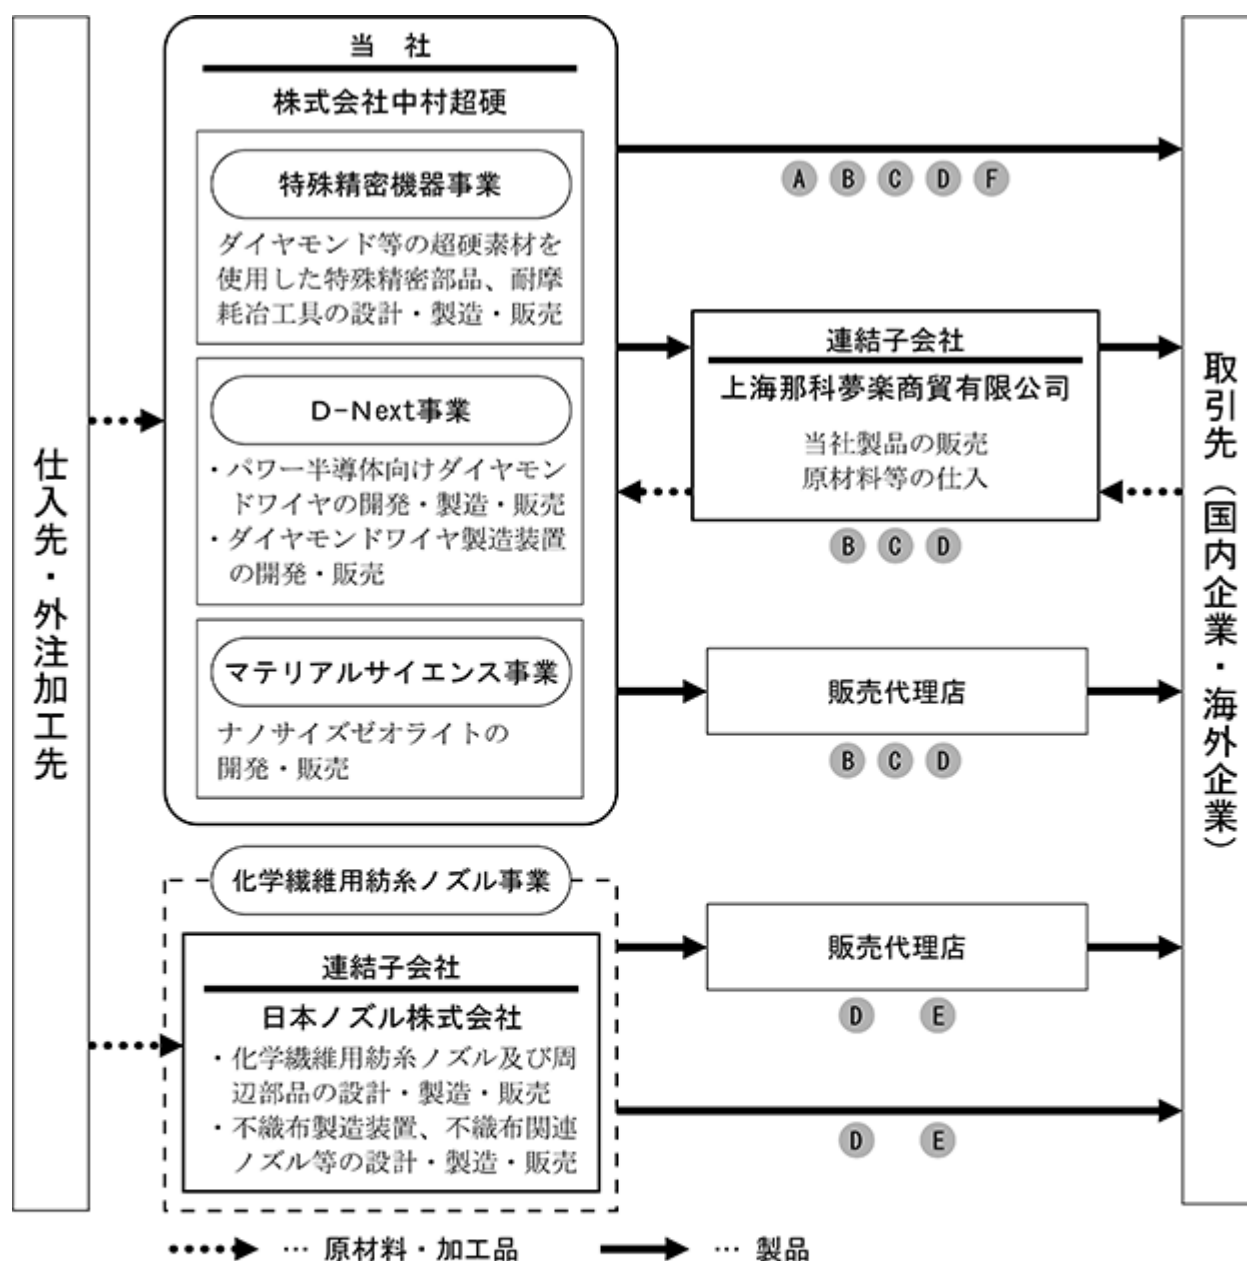 仕入先・外注加工先
当 社
株式会社中村超硬
特殊精密機器事業
ダイヤモンド等の超硬素材を
使用した特殊精密部品、耐摩
耗冶工具の設計・製造・販売
D-Next事業
・パワー半導体向けダイヤモン
ドワイヤの開発・製造・販売
・ダイヤモンドワイヤ製造装置
の開発・販売
マテリアルサイエンス事業
ナノサイズゼオライトの
開発・販売
化学繊維用紡糸ノズル事業
連結子会社
日本ノズル株式会社
・化学繊維用紡糸ノズル及び周
辺部品の設計・製造・販売
・不織布製造装置、不織布関連
ノズル等の設計・製造・販売
A B C D F
連結子会社
上海那科夢楽商貿有限公司
当社製品の販売
原材料等の仕入
B C D
販売代理店
B C D
販売代理店
D E
D E
取引先（国内企業・海外企業）
… 原材料・加工品
… 製品